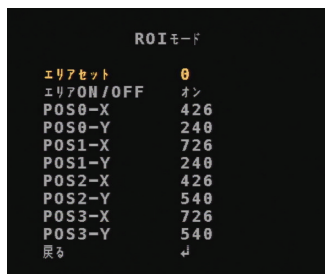 ROIモード
エリアセット 0
エリアON/OFF オン
POS0-X 426
POS0-Y 240
POS1-X 726
POS1-Y 240
POS2-X 426
POS2-Y 540
POS3-X 726
POS3-Y 540
戻る ↲